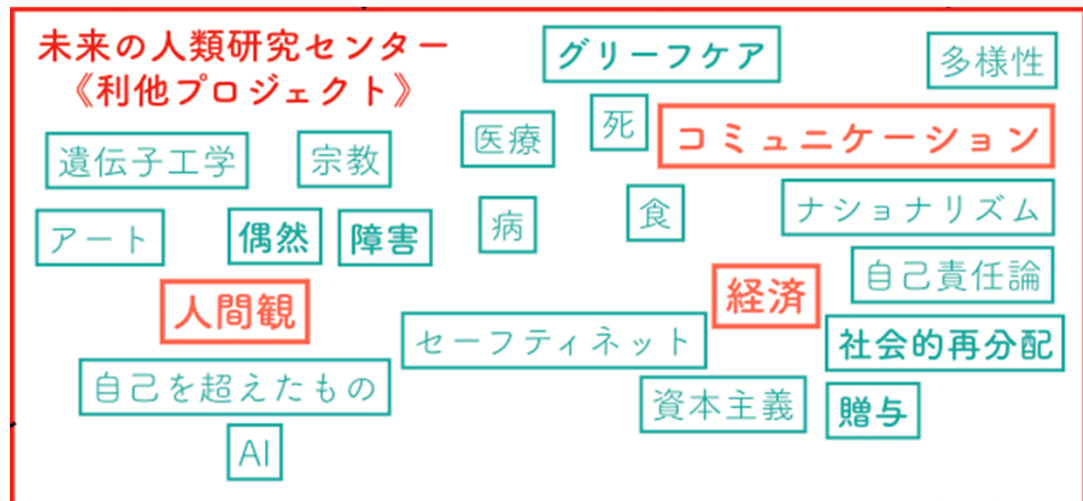 未来の人類研究センター
《利他プロジェクト》
グリーフケア
多様性
医療
死
コミュニケーション
遺伝子工学
宗教
アート
偶然
障害
病
食
ナショナリズム
自己責任論
人間観
経済
セーフティネット
社会的再分配
自己を超えたもの
資本主義
贈与
AI